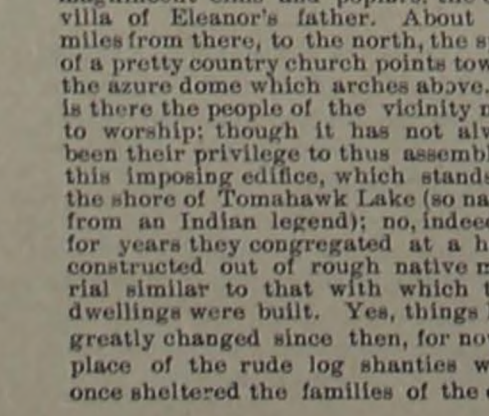 villa of Eleanor's father. About
miles from there, to the north, the s
of a pretty country church points tow
the azure dome which arches above.
is there the people of the vicinity
to worship; though it has not alw
been their privilege to thus assembl
this imposing edifice, which stands
the shore of Tomahawk Lake (so na
from an Indian legend); no, indeed
for years they congregated at a h
constructed out of rough native m
rial similar to that with which t
dwellings were built. Yes, things
greatly changed since then, for no
place of the rude log shanties w
once sheltered the families of the